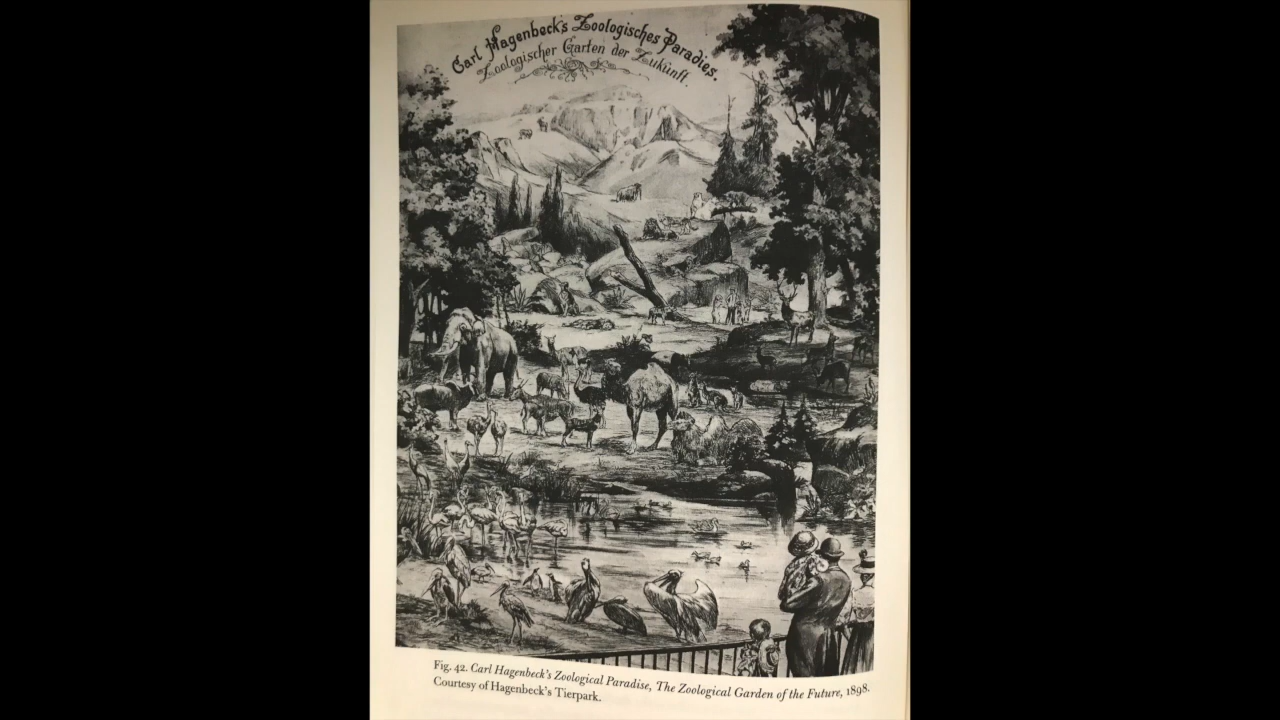 Carl Hagenbeck's Zoologisches Paradies.
Zoologischer Garten der Zukunft.
Fig. 42. Carl Hagenbeck's Zoological Paradise, The Zoological Garden of the Future, 1898.
Courtesy of Hagenbeck's Tierpark.